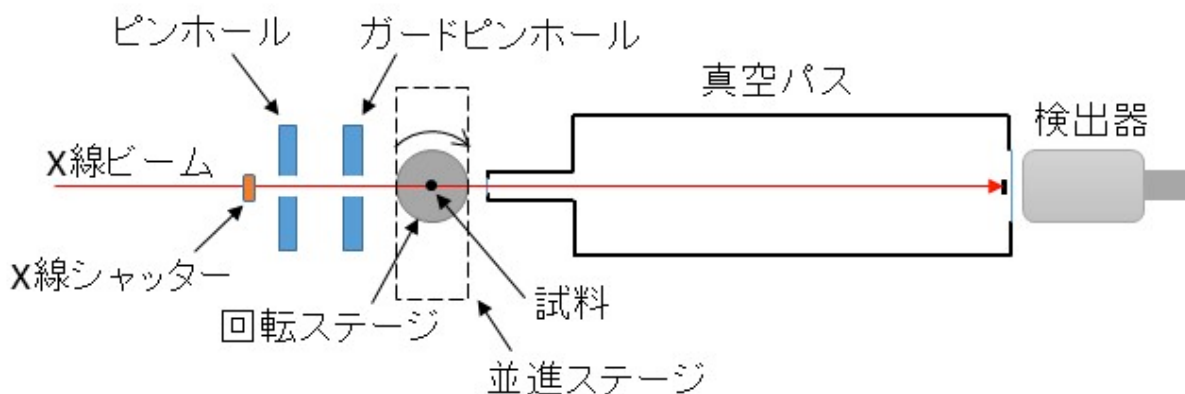 ピンホール
ガードピンホール
真空パス
検出器
X線ビーム
X線シャッター
回転ステージ
試料
並進ステージ